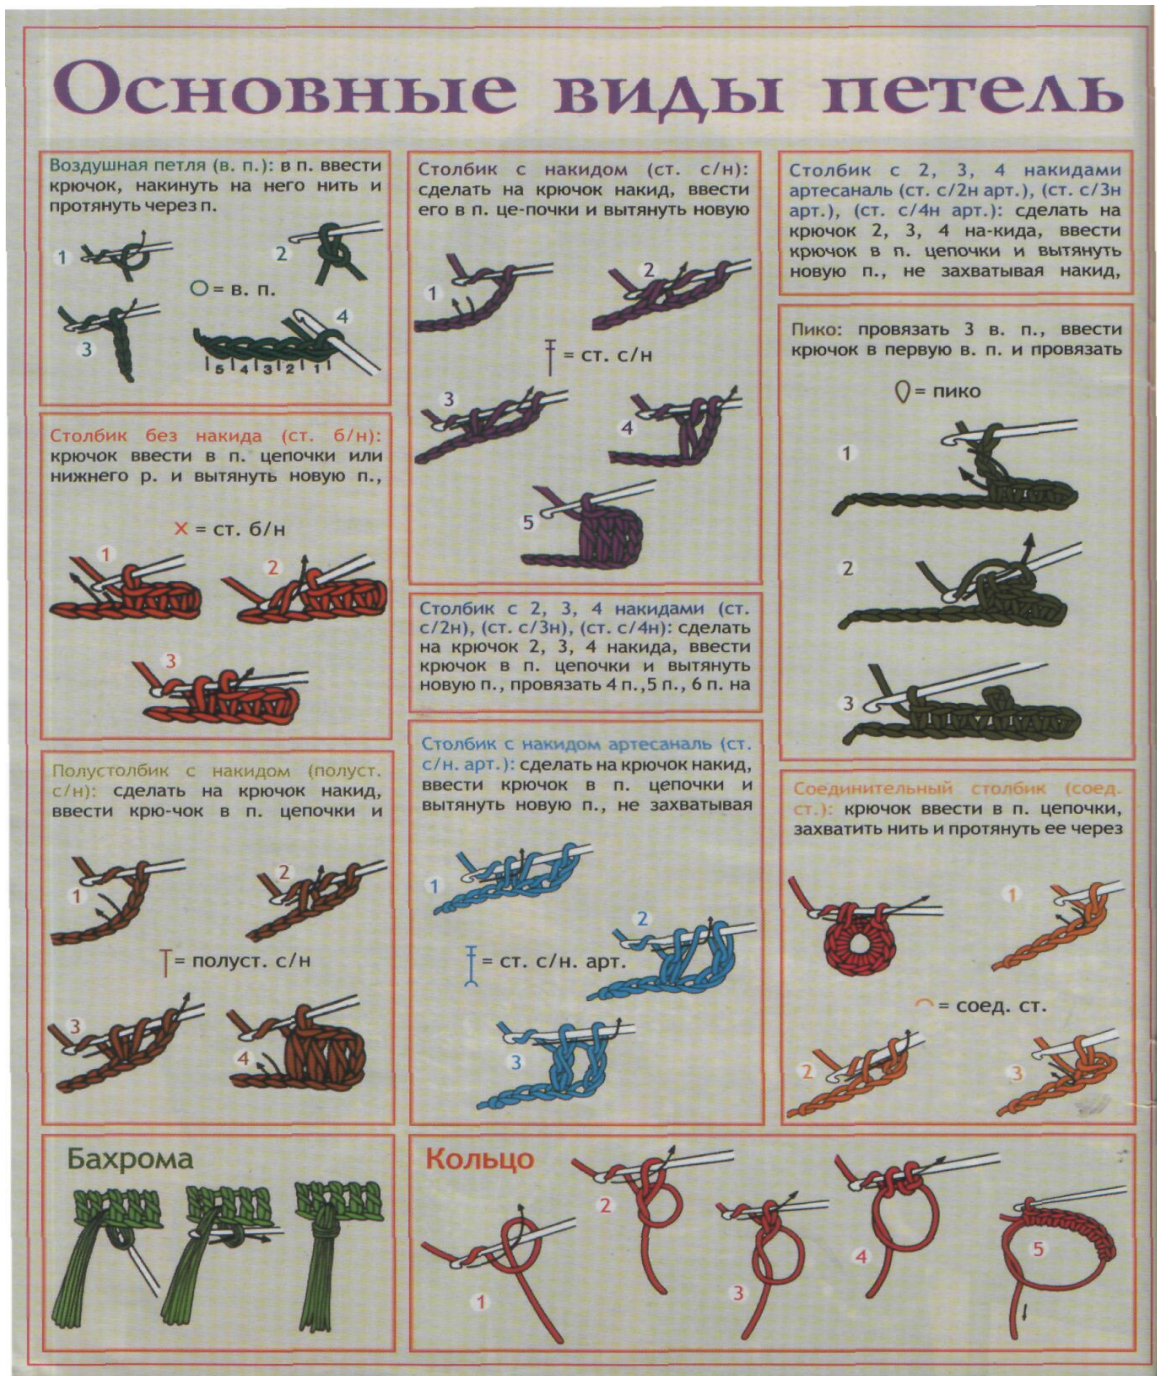 Основные виды петель
Воздушная петля (в. п.): в п. ввести
крючок, накинуть на него нить и
протянуть через п.
1
2
О = в. п.
3
4
5 4 3 2 1
Столбик без накида (ст. б/н):
крючок ввести в п. цепочки или
нижнего р. и вытянуть новую п.,
X = ст. б/н
1
2
3
Полустолбик с накидом (полуст.
с/н): сделать на крючок накид,
ввести крю-чок в п. цепочки и
1
2
= полуст. с/н
3
4
Столбик с накидом (ст. с/н):
сделать на крючок накид, ввести
его в п. це-почки и вытянуть новую
1
2
= ст. с/н
3
4
5
Столбик с 2, 3, 4 накидами (ст.
с/2н), (ст. с/3н), (ст. с/4н): сделать
на крючок 2, 3, 4 накида, ввести
крючок в п. цепочки и вытянуть
новую п., провязать 4 п.,5 п., 6 п. на
Столбик с накидом артесаналь (ст.
с/н. арт.): сделать на крючок накид,
ввести крючок в п. цепочки и
вытянуть новую п., не захватывая
1
2
= ст. с/н. арт.
3
Столбик с 2, 3, 4 накидами
артесаналь (ст. с/2н арт.), (ст. с/3н
арт.), (ст. с/4н арт.): сделать на
крючок 2, 3, 4 на-кида, ввести
крючок в п. цепочки и вытянуть
новую п., не захватывая накид,
Пико: провязать 3 в. п., ввести
крючок в первую в. п. и провязать
= пико
1
2
3
Соединительный столбик (соед.
ст.): крючок ввести в п. цепочки,
захватить нить и протянуть ее через
1
= соед. ст.
2
3
Бахрома
Кольцо
1
2
3
4
5